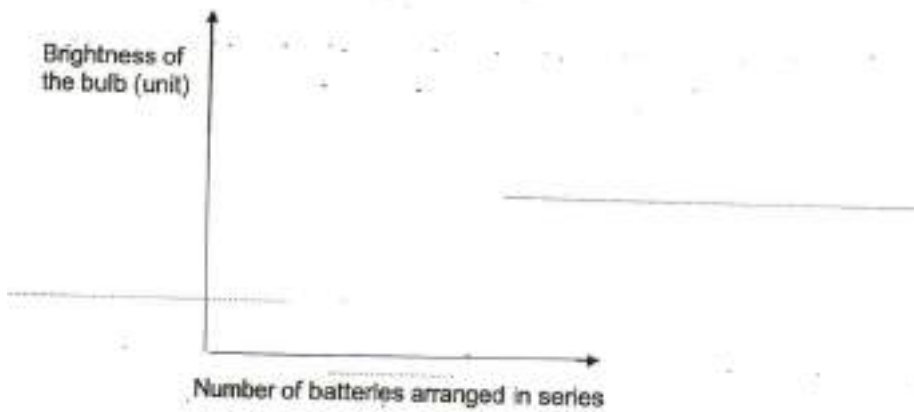 Brightness of
the bulb (unit)
Number of batteries arranged in series